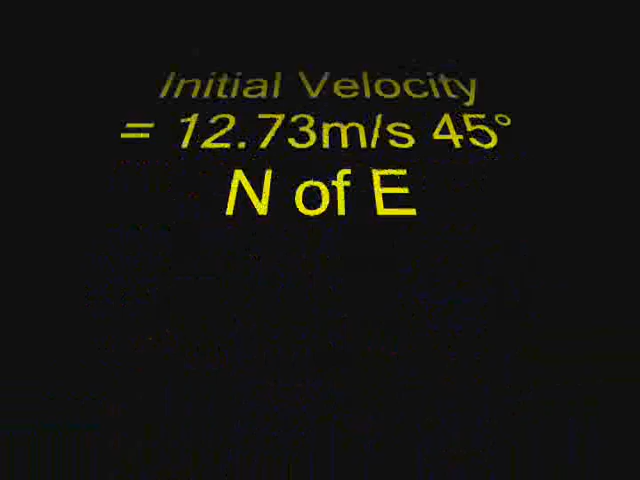 Initial Velocity
= 12.73m/s 45°
N of E